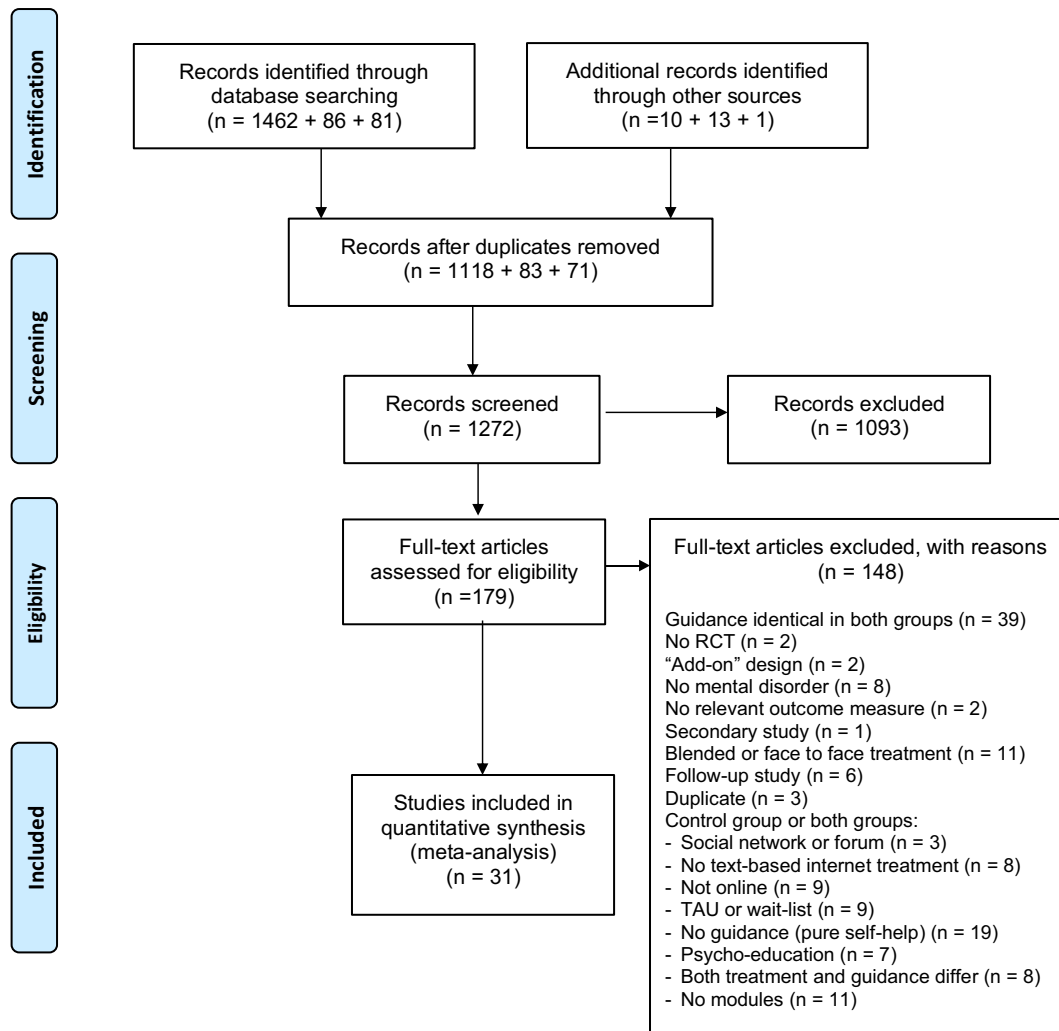 Identification
Records identified through
database searching
(n = 1462 + 86 + 81)
Additional records identified
through other sources
(n =10 + 13 + 1)
Records after duplicates removed
(n = 1118 + 83 + 71)
Screening
Records screened
(n = 1272)
Records excluded
(n = 1093)
Eligibility
Full-text articles
assessed for eligibility
(n =179)
Full-text articles excluded, with reasons
(n = 148)
Guidance identical in both groups (n = 39)
No RCT (n = 2)
“Add-on” design (n = 2)
No mental disorder (n = 8)
No relevant outcome measure (n = 2)
Secondary study (n = 1)
Blended or face to face treatment (n = 11)
Follow-up study (n = 6)
Duplicate (n = 3)
Control group or both groups:
- Social network or forum (n = 3)
- No text-based internet treatment (n = 8)
- Not online (n = 9)
- TAU or wait-list (n = 9)
- No guidance (pure self-help) (n = 19)
- Psycho-education (n = 7)
- Both treatment and guidance differ (n = 8)
- No modules (n = 11)
Included
Studies included in
quantitative synthesis
(meta-analysis)
(n = 31)